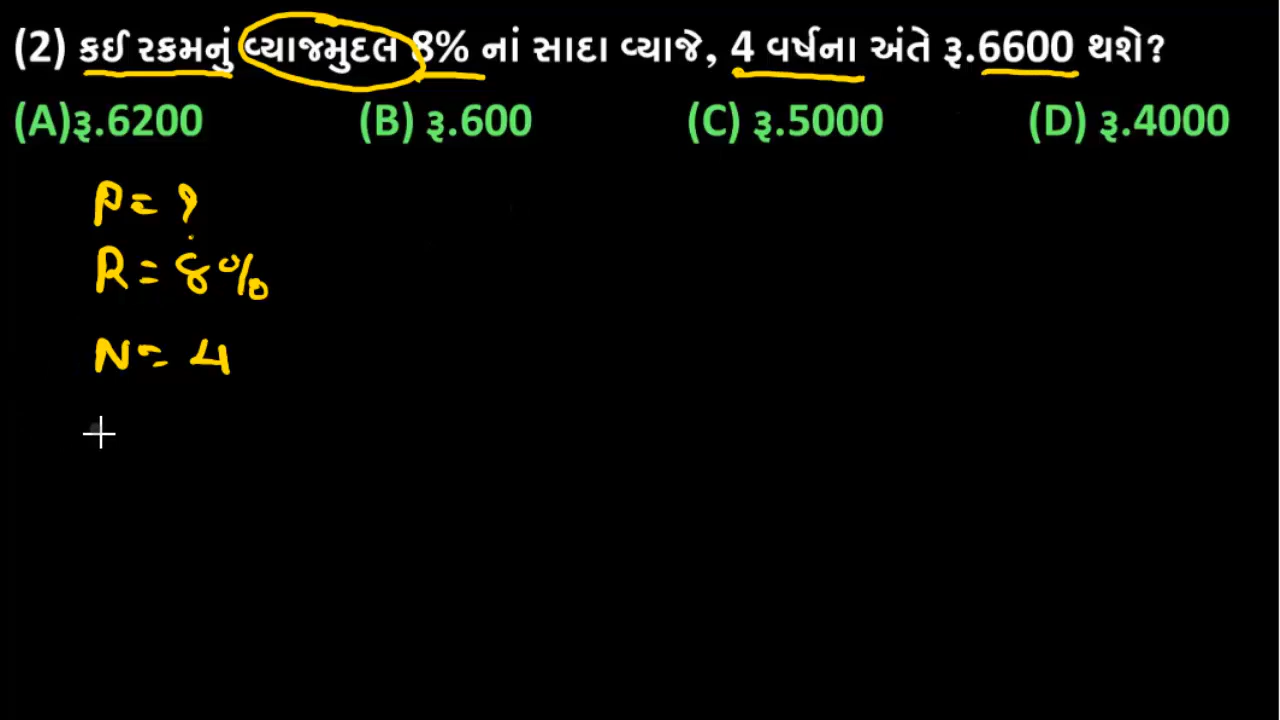 (2) કઈ રકમનું વ્યાજમુદલ 8% નાં સાદા વ્યાજે, 4 વર્ષના અંતે રૂ.6600 થશે?
(A)રૂ.6200 (B) રૂ.600 (C) રૂ.5000 (D) રૂ.4000
P = ?
R = 8%
N = 4